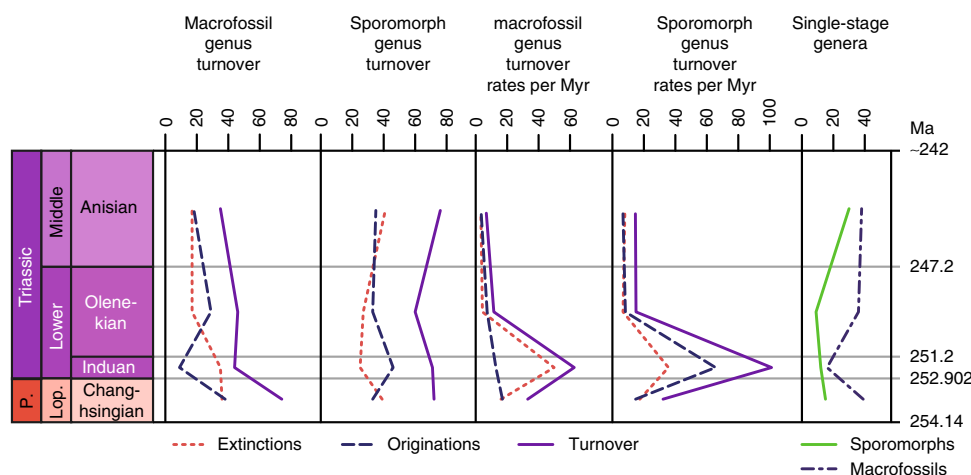 Macrofossil
genus
turnover
Sporomorph
genus
turnover
macrofossil
genus
turnover
rates per Myr
Sporomorph
genus
turnover
rates per Myr
Single-stage
genera
0 20 40 60 80
0 20 40 60 80
0 20 40 60
0 20 40 60 80 100
0 20 40
Ma
~242
Triassic
Middle
Anisian
247.2
Lower
Olene-
kian
251.2
Induan
252.902
P.
Lop.
Chang-
hsingian
254.14
Extinctions
Originations
Turnover
Sporomorphs
Macrofossils